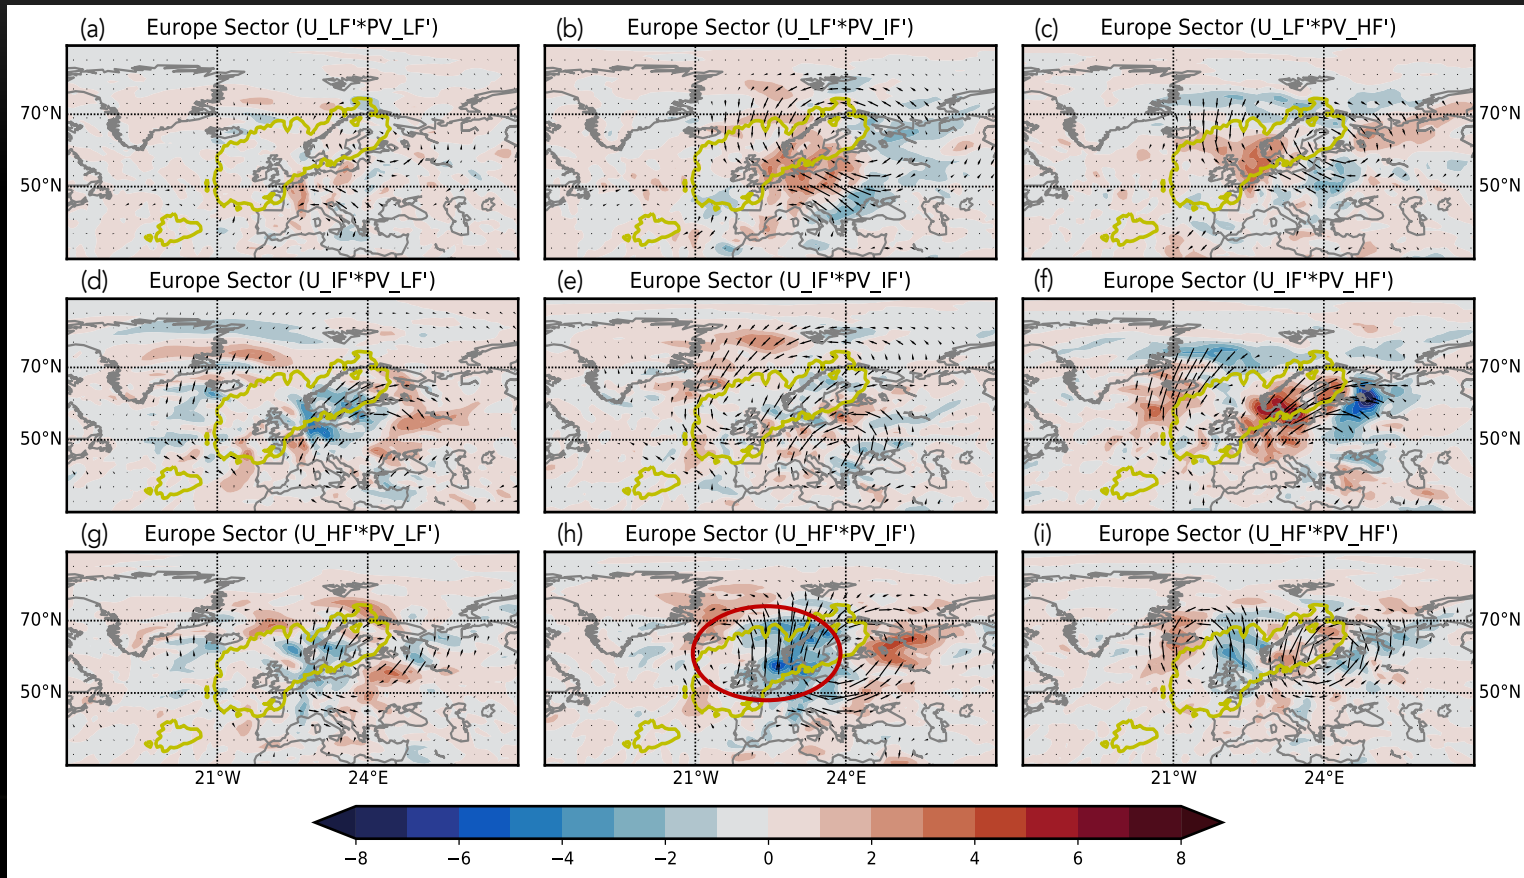 (a) Europe Sector (U_LF'*PV_LF')
(b) Europe Sector (U_LF'*PV_IF')
(c) Europe Sector (U_LF'*PV_HF')
70°N
70°N
50°N
50°N
(d) Europe Sector (U_IF'*PV_LF')
(e) Europe Sector (U_IF'*PV_IF')
(f) Europe Sector (U_IF'*PV_HF')
70°N
70°N
50°N
50°N
(g) Europe Sector (U_HF'*PV_LF')
(h) Europe Sector (U_HF'*PV_IF')
(i) Europe Sector (U_HF'*PV_HF')
70°N
70°N
50°N
50°N
21°W 24°E
21°W 24°E
21°W 24°E
−8 −6 −4 −2 0 2 4 6 8